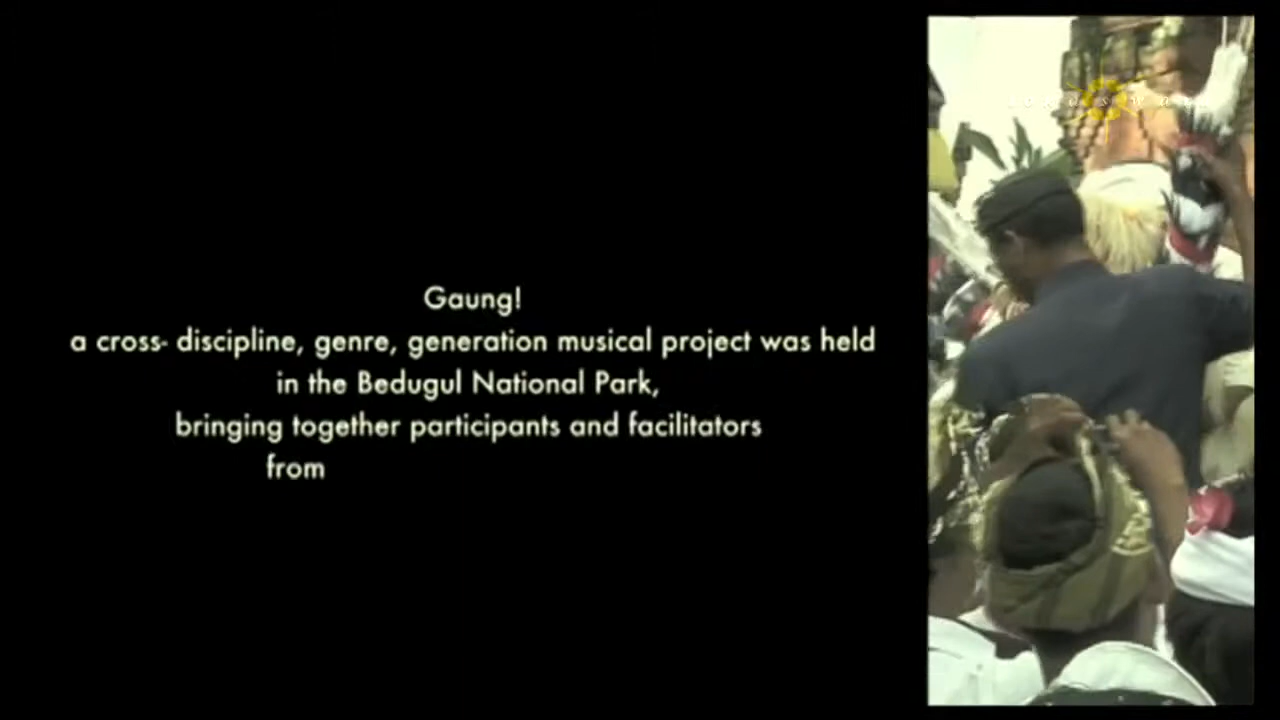 Gaung!
a cross- discipline, genre, generation musical project was held
in the Bedugul National Park,
bringing together participants and facilitators
from